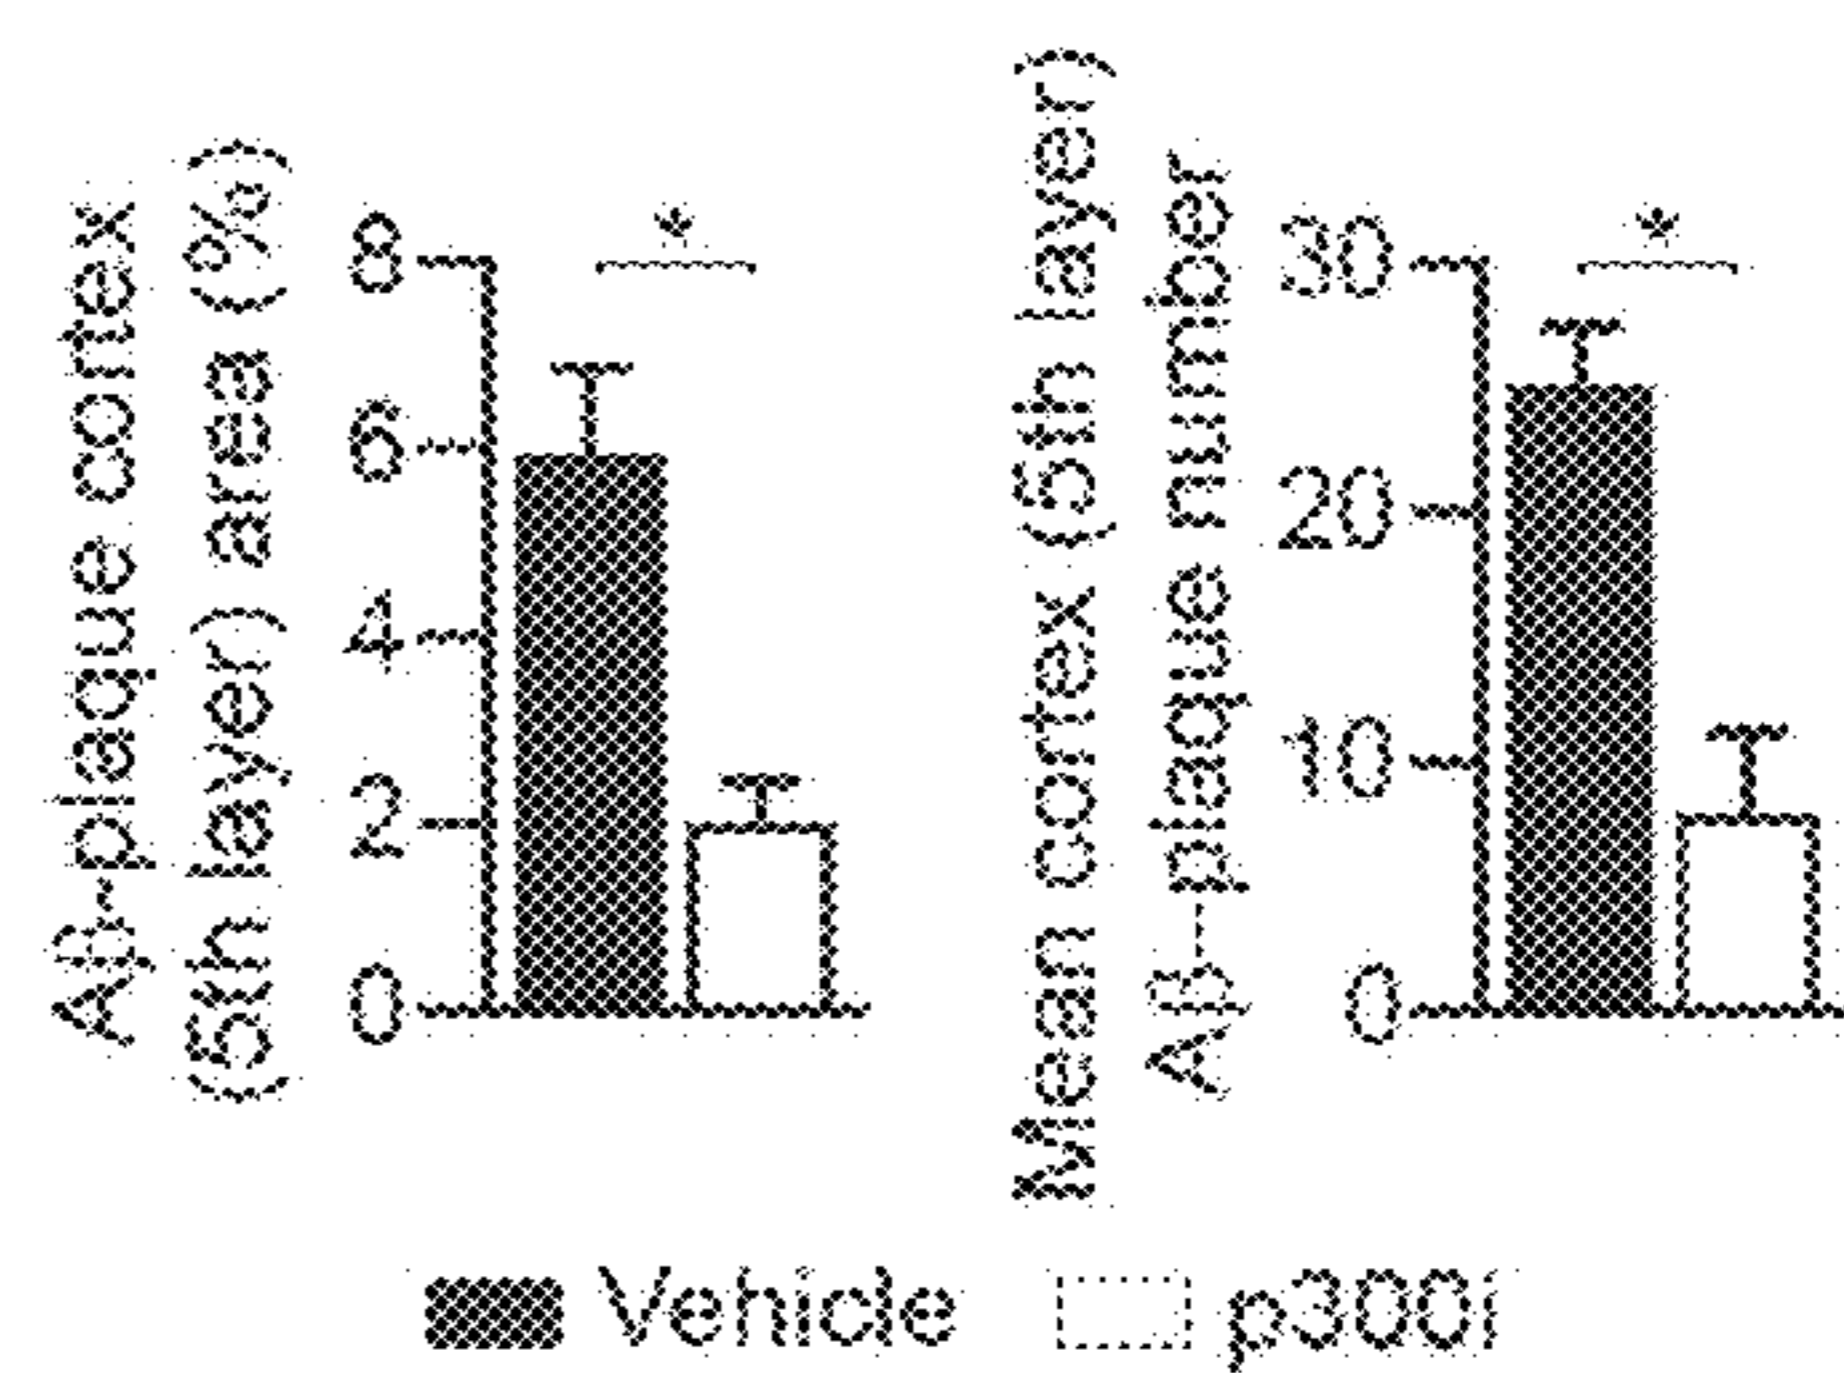 Aβ-plaque cortex
(5th layer) area (%)
8
6
4
2
0
*
Mean cortex (5th layer)
Aβ-plaque number
30
20
10
0
*
Vehicle
p300i